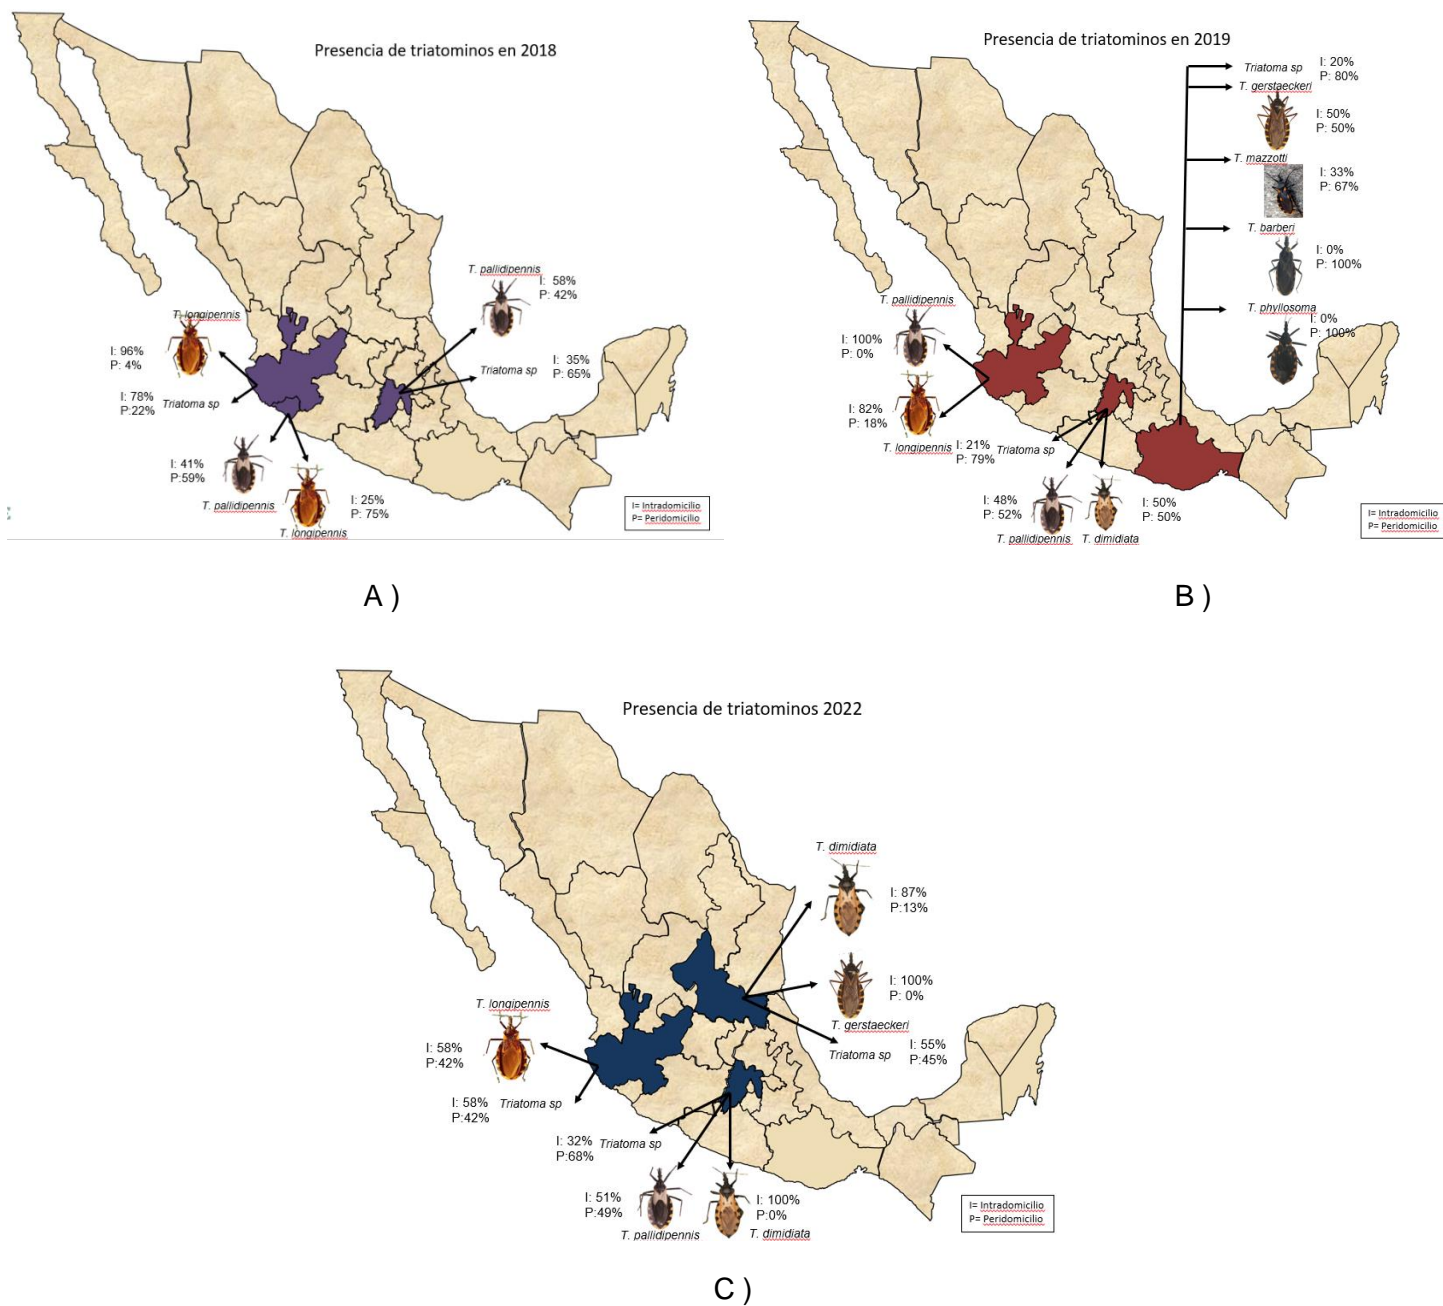 Presencia de triatominos en 2018
T. pallidipennis
I: 58%
P: 42%
T. longipennis
I: 96%
P: 4%
I: 35%
P: 65%
Triatoma sp
I: 78%
P:22%
Triatoma sp
I: 41%
P:59%
T. pallidipennis
I: 25%
P: 75%
T. longipennis
I= Intradomicilio
P= Peridomicilio
A )
Presencia de triatominos en 2019
Triatoma sp
I: 20%
P: 80%
T. gerstaeckeri
I: 50%
P: 50%
T. mazzotti
I: 33%
P: 67%
T. barberi
I: 0%
P: 100%
T. phyllosoma
I: 0%
P: 100%
T. pallidipennis
I: 100%
P: 0%
I: 82%
P: 18%
T. longipennis
I: 21%
P: 79%
Triatoma sp
I: 48%
P: 52%
T. pallidipennis
I: 50%
P: 50%
T. dimidiata
I= Intradomicilio
P= Peridomicilio
B )
Presencia de triatominos 2022
T. dimidiata
I: 87%
P:13%
I: 100%
P: 0%
T. gerstaeckeri
Triatoma sp
I: 55%
P:45%
T. longipennis
I: 58%
P:42%
I: 58%
P:42%
Triatoma sp
I: 32%
P:68%
Triatoma sp
I: 51%
P:49%
T. pallidipennis
I: 100%
P:0%
T. dimidiata
I= Intradomicilio
P= Peridomicilio
C )